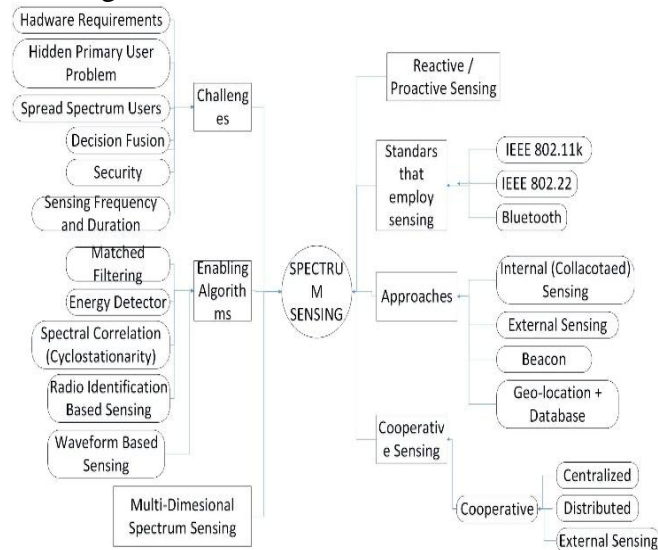 Hadware Requirements
Hidden Primary User
Problem
Spread Spectrum Users
Decision Fusion
Security
Sensing Frequency
and Duration
Challeng
es
Matched
Filtering
Energy Detector
Spectral Correlation
(Cyclostationarity)
Radio Identification
Based Sensing
Waveform Based
Sensing
Enabling
Algorith
ms
Multi-Dimesional
Spectrum Sensing
SPECTRU
M
SENSING
Reactive /
Proactive Sensing
Standars
that
employ
sensing
IEEE 802.11k
IEEE 802.22
Bluetooth
Approaches
Internal (Collacotaed)
Sensing
External Sensing
Beacon
Geo-location +
Database
Cooperativ
e Sensing
Cooperative
Centralized
Distributed
External Sensing